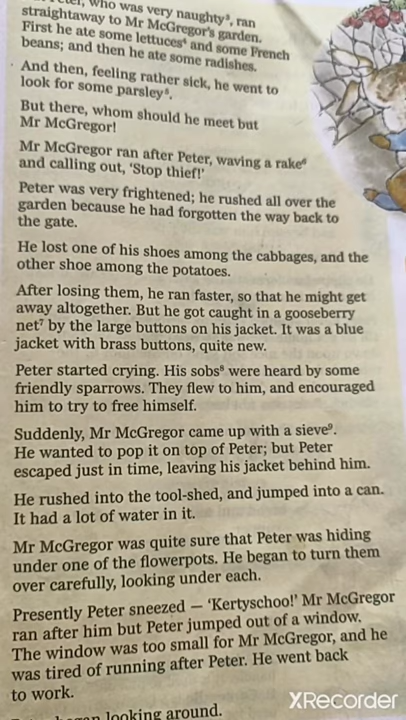 Peter, who was very naughty³, ran
straightaway to Mr McGregor's garden.
First he ate some lettuces⁴ and some French
beans; and then he ate some radishes.
And then, feeling rather sick, he went to
look for some parsley⁵.
But there, whom should he meet but
Mr McGregor!
Mr McGregor ran after Peter, waving a rake⁶
and calling out, 'Stop thief!'
Peter was very frightened; he rushed all over the
garden because he had forgotten the way back to
the gate.
He lost one of his shoes among the cabbages, and the
other shoe among the potatoes.
After losing them, he ran faster, so that he might get
away altogether. But he got caught in a gooseberry
net⁷ by the large buttons on his jacket. It was a blue
jacket with brass buttons, quite new.
Peter started crying. His sobs⁸ were heard by some
friendly sparrows. They flew to him, and encouraged
him to try to free himself.
Suddenly, Mr McGregor came up with a sieve⁹.
He wanted to pop it on top of Peter; but Peter
escaped just in time, leaving his jacket behind him.
He rushed into the tool-shed, and jumped into a can.
It had a lot of water in it.
Mr McGregor was quite sure that Peter was hiding
under one of the flowerpots. He began to turn them
over carefully, looking under each.
Presently Peter sneezed — 'Kertyschoo!' Mr McGregor
ran after him but Peter jumped out of a window.
The window was too small for Mr McGregor, and he
was tired of running after Peter. He went back
to work.
began looking around.
XRecorder